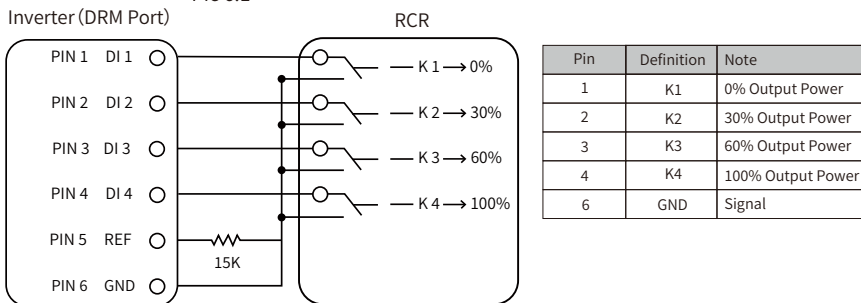 Inverter (DRM Port)
RCR
PIN 1 DI 1
K 1 → 0%
PIN 2 DI 2
K 2 → 30%
PIN 3 DI 3
K 3 → 60%
PIN 4 DI 4
K 4 → 100%
PIN 5 REF
15K
PIN 6 GND
Pin Definition Note
1 K1 0% Output Power
2 K2 30% Output Power
3 K3 60% Output Power
4 K4 100% Output Power
6 GND Signal